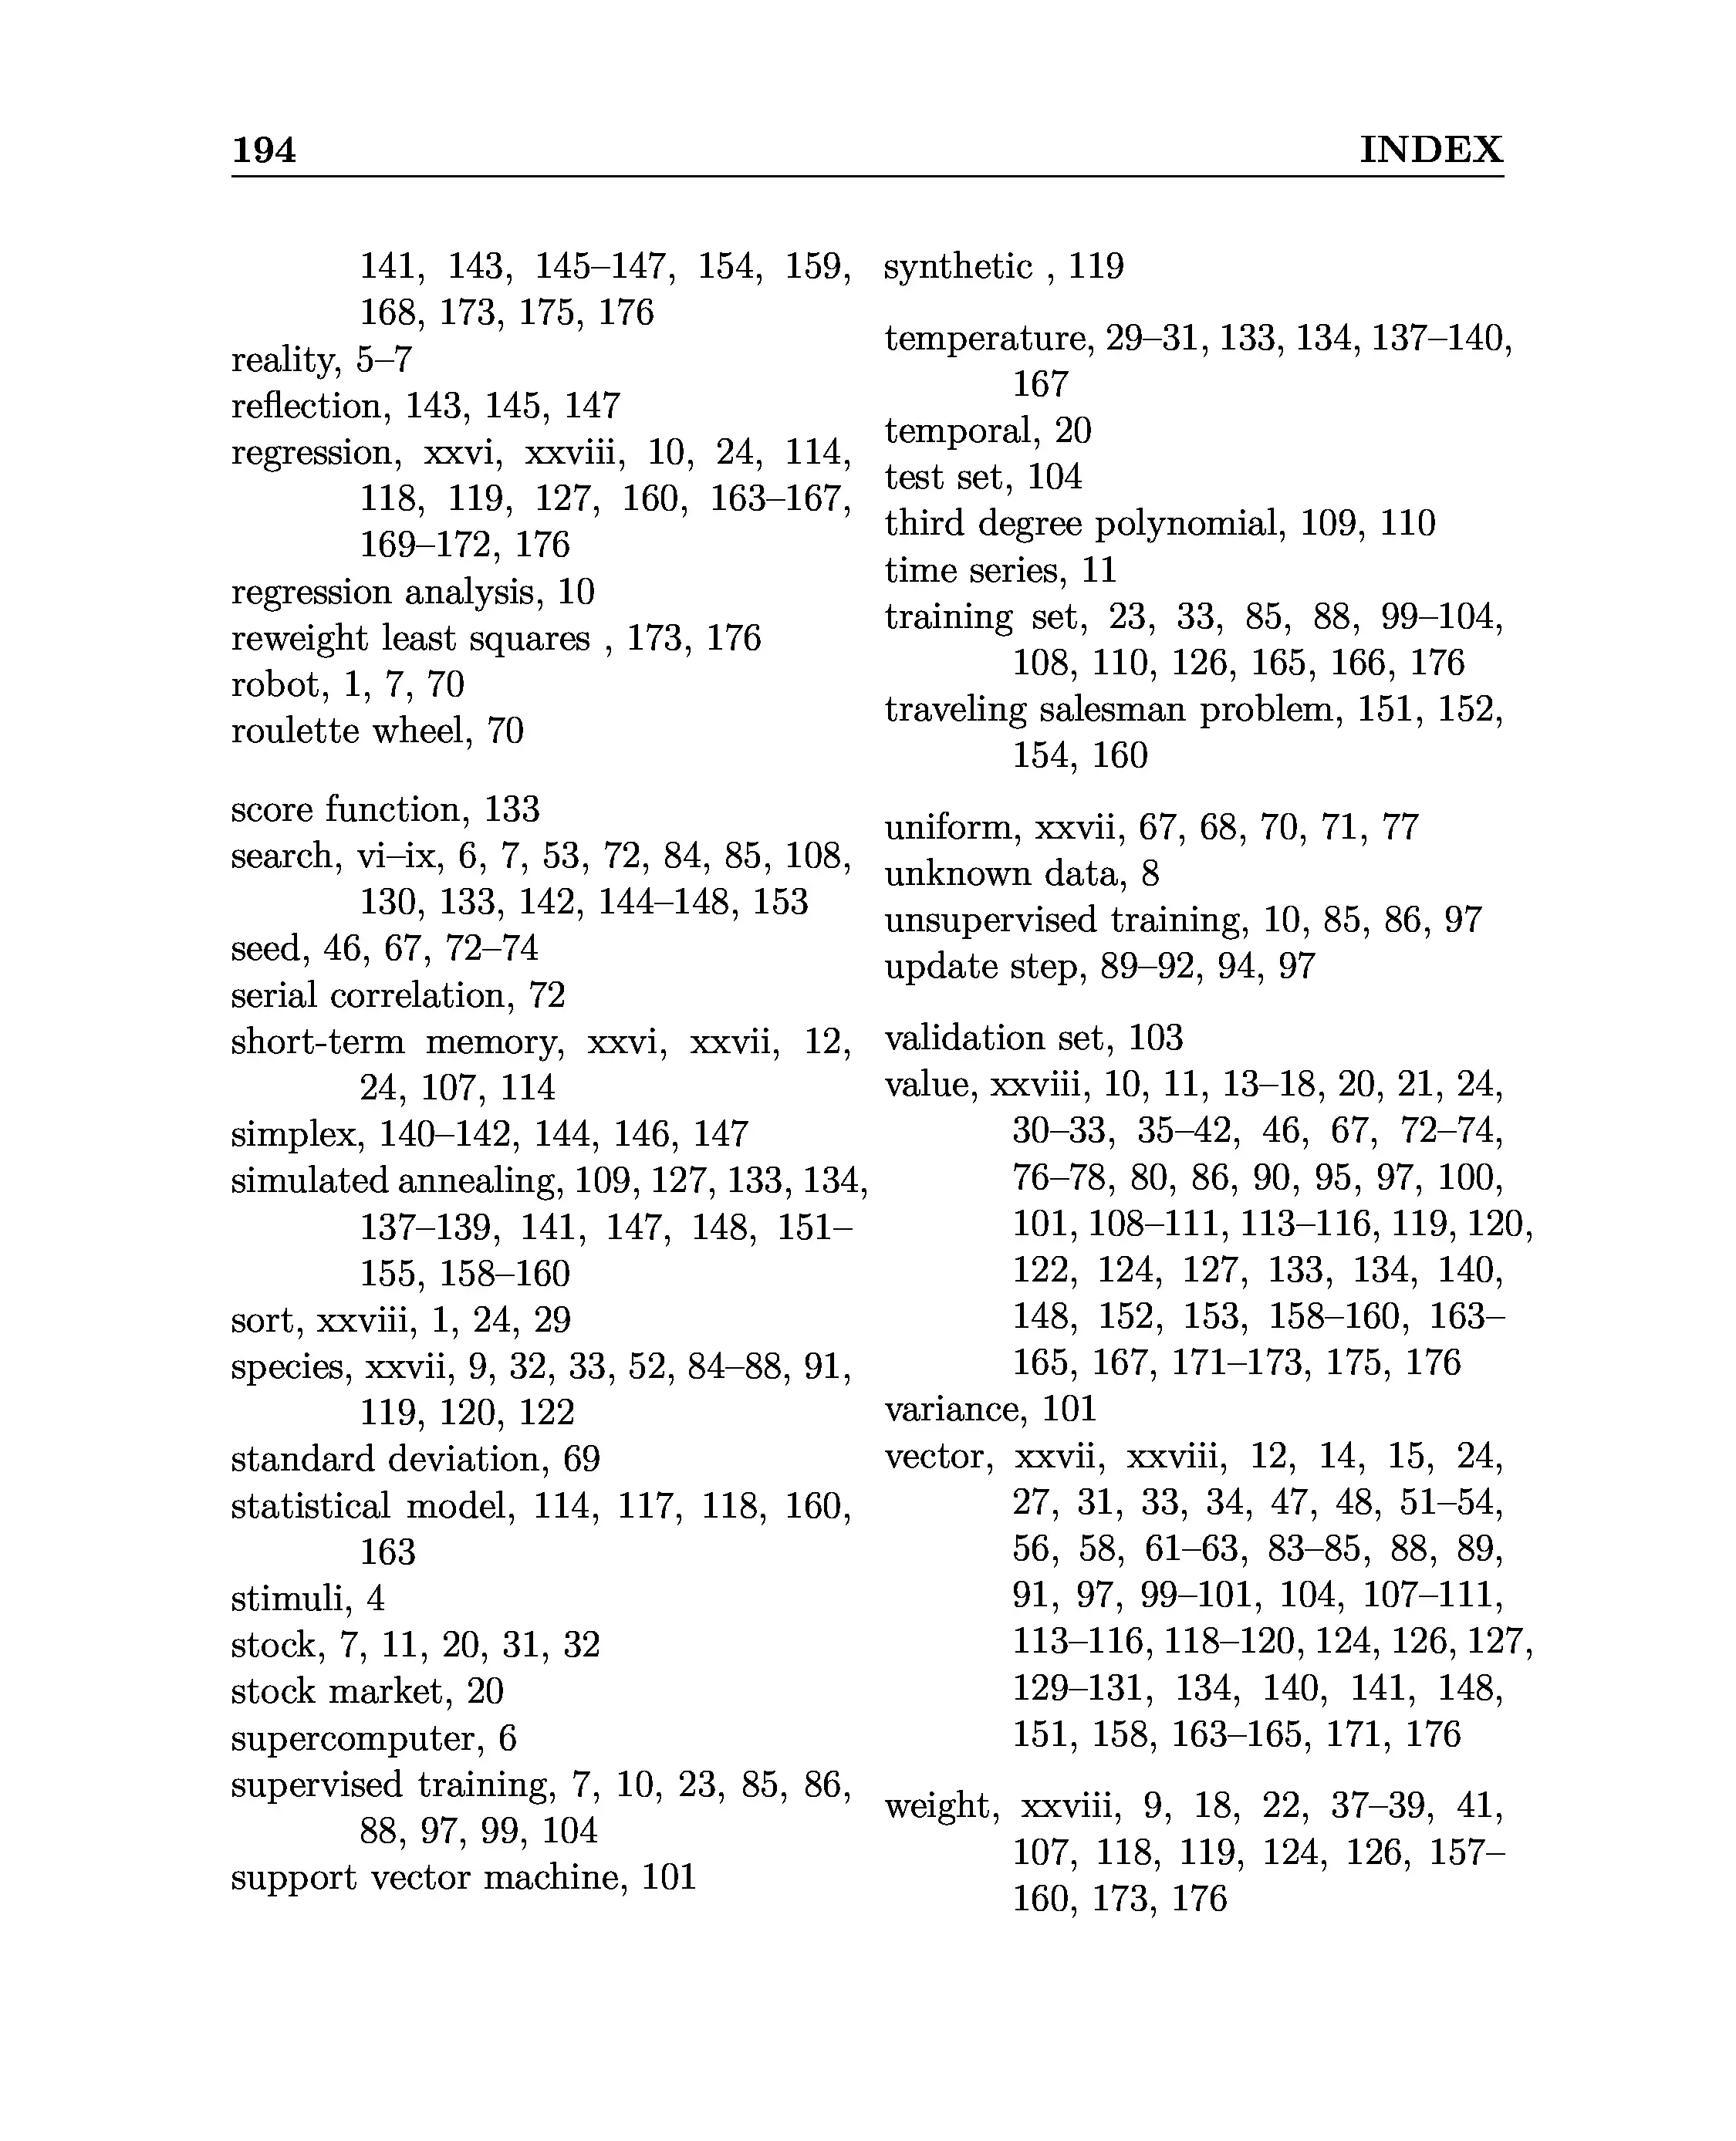 194 INDEX
141, 143, 145–147, 154, 159,
168, 173, 175, 176
reality, 5–7
reflection, 143, 145, 147
regression, xxvi, xxviii, 10, 24, 114,
118, 119, 127, 160, 163–167,
169–172, 176
regression analysis, 10
reweight least squares , 173, 176
robot, 1, 7, 70
roulette wheel, 70
score function, 133
search, vi–ix, 6, 7, 53, 72, 84, 85, 108,
130, 133, 142, 144–148, 153
seed, 46, 67, 72–74
serial correlation, 72
short-term memory, xxvi, xxvii, 12,
24, 107, 114
simplex, 140–142, 144, 146, 147
simulated annealing, 109, 127, 133, 134,
137–139, 141, 147, 148, 151–
155, 158–160
sort, xxviii, 1, 24, 29
species, xxvii, 9, 32, 33, 52, 84–88, 91,
119, 120, 122
standard deviation, 69
statistical model, 114, 117, 118, 160,
163
stimuli, 4
stock, 7, 11, 20, 31, 32
stock market, 20
supercomputer, 6
supervised training, 7, 10, 23, 85, 86,
88, 97, 99, 104
support vector machine, 101
synthetic , 119
temperature, 29–31, 133, 134, 137–140,
167
temporal, 20
test set, 104
third degree polynomial, 109, 110
time series, 11
training set, 23, 33, 85, 88, 99–104,
108, 110, 126, 165, 166, 176
traveling salesman problem, 151, 152,
154, 160
uniform, xxvii, 67, 68, 70, 71, 77
unknown data, 8
unsupervised training, 10, 85, 86, 97
update step, 89–92, 94, 97
validation set, 103
value, xxviii, 10, 11, 13–18, 20, 21, 24,
30–33, 35–42, 46, 67, 72–74,
76–78, 80, 86, 90, 95, 97, 100,
101, 108–111, 113–116, 119, 120,
122, 124, 127, 133, 134, 140,
148, 152, 153, 158–160, 163–
165, 167, 171–173, 175, 176
variance, 101
vector, xxvii, xxviii, 12, 14, 15, 24,
27, 31, 33, 34, 47, 48, 51–54,
56, 58, 61–63, 83–85, 88, 89,
91, 97, 99–101, 104, 107–111,
113–116, 118–120, 124, 126, 127,
129–131, 134, 140, 141, 148,
151, 158, 163–165, 171, 176
weight, xxviii, 9, 18, 22, 37–39, 41,
107, 118, 119, 124, 126, 157–
160, 173, 176